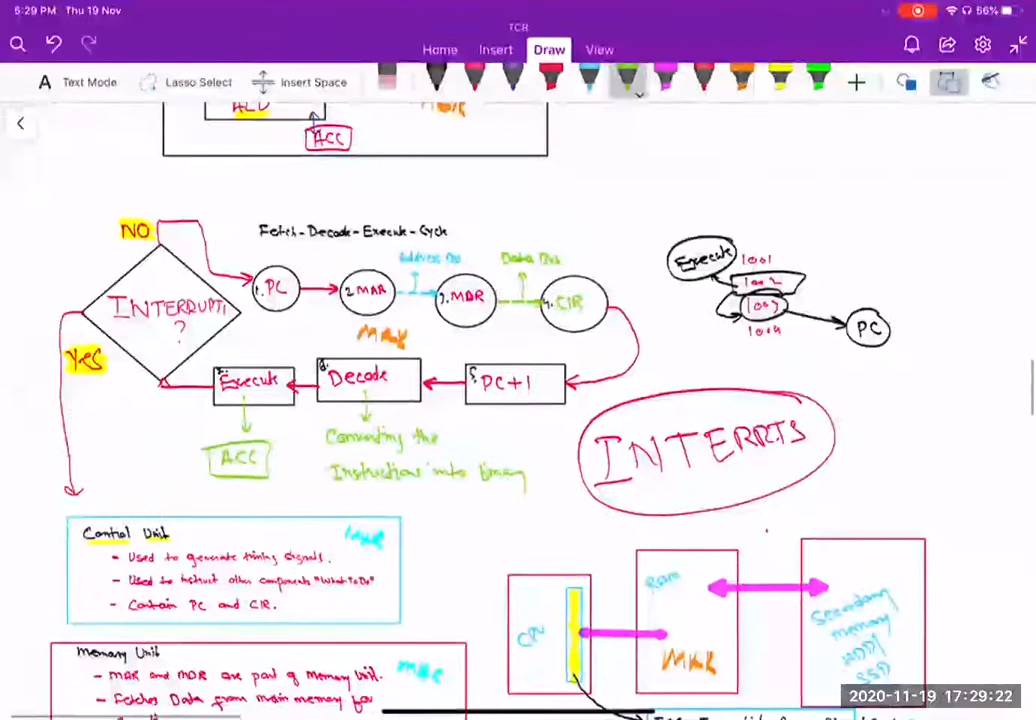 5:29 PM Thu 19 Nov
56%
TCR
Home Insert Draw View
A Text Mode Lasso Select Insert Space
ALU
ACC
NO
Fetch-Decode-Execute-Cycle
Address Bus
Data Bus
1. PC
2. MAR
3. MDR
4. CIR
INTERRUPT
?
YES
Execute
Decode
5. PC+1
ACC
Converting the
Instruction into binary
Execute
1001
1002
1003
1004
PC
INTERRTS
Control Unit
- Used to generate timing signals.
- Used to instruct other components "What to Do"
- Contain PC and CIR.
Memory Unit
- MAR and MDR are part of Memory Unit.
- Fetches Data from main memory for
CPU
Ram
Secondary
memory
HDD/
SSD
2020-11-19 17:29:22